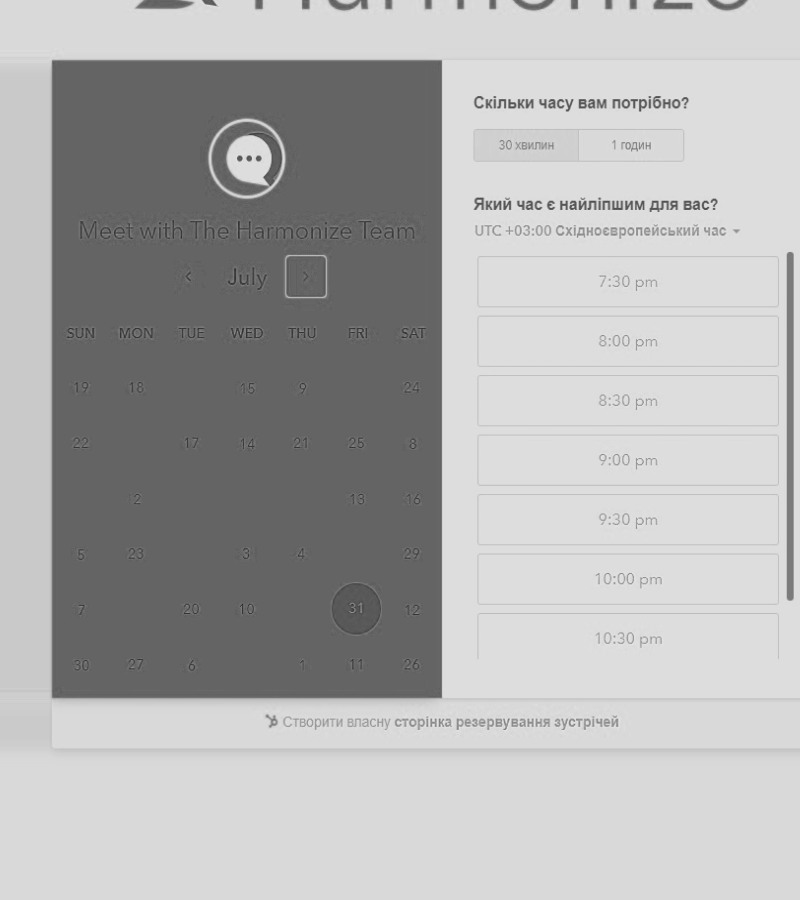 Harmonize
Meet with The Harmonize Team
July
SUN MON TUE WED THU FRI SAT
19 18 15 9 24
22 17 14 21 25 8
2 13 16
5 23 3 4 29
7 20 10 31 12
30 27 6 1 11 26
Скільки часу вам потрібно?
30 хвилин 1 годин
Який час є найліпшим для вас?
UTC +03:00 Східноєвропейський час
7:30 pm
8:00 pm
8:30 pm
9:00 pm
9:30 pm
10:00 pm
10:30 pm
Створити власну сторінка резервування зустрічей